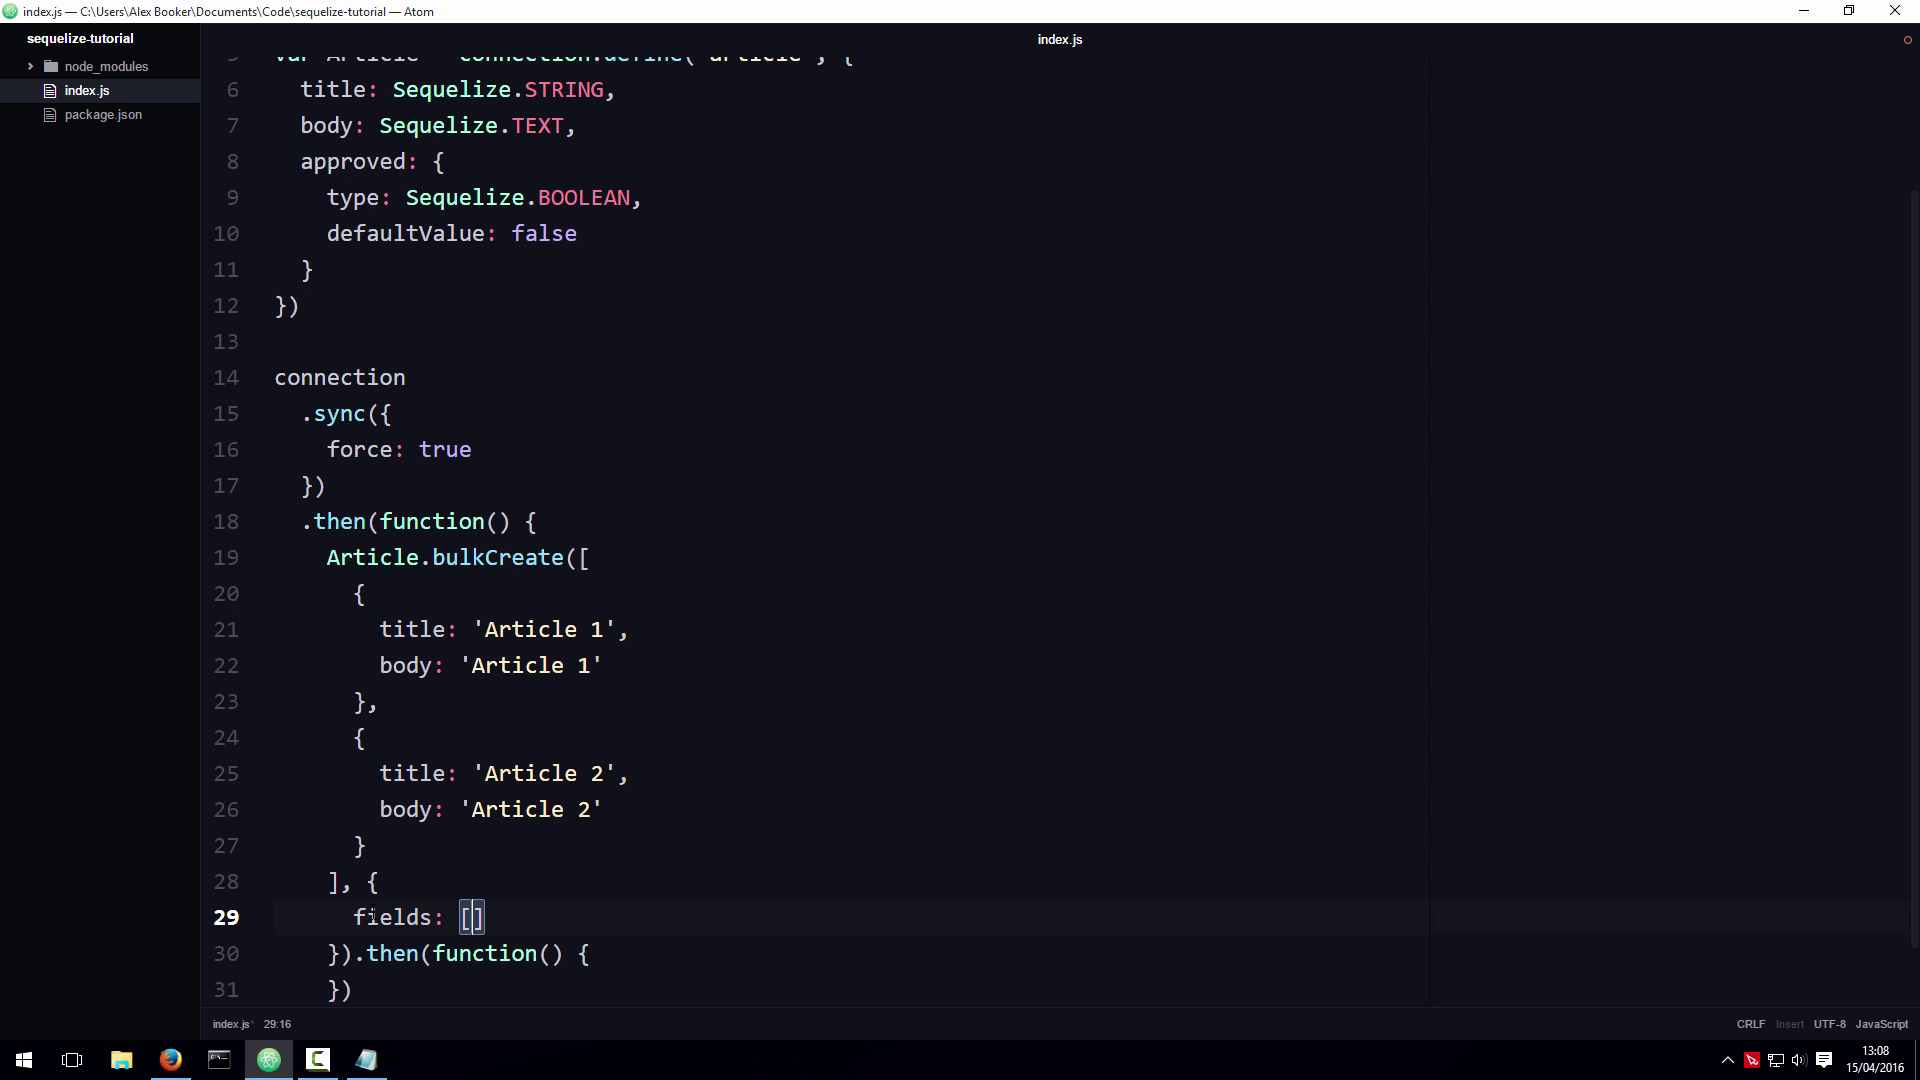 index.js — C:\Users\Alex Booker\Documents\Code\sequelize-tutorial — Atom
sequelize-tutorial
node_modules
index.js
package.json
index.js
5 var Article = connection.define('article', {
6 title: Sequelize.STRING,
7 body: Sequelize.TEXT,
8 approved: {
9 type: Sequelize.BOOLEAN,
10 defaultValue: false
11 }
12 })
13
14 connection
15 .sync({
16 force: true
17 })
18 .then(function() {
19 Article.bulkCreate([
20 {
21 title: 'Article 1',
22 body: 'Article 1'
23 },
24 {
25 title: 'Article 2',
26 body: 'Article 2'
27 }
28 ], {
29 fields: []
30 }).then(function() {
31 })
index.js* 29:16
CRLF Insert UTF-8 JavaScript
13:08
15/04/2016